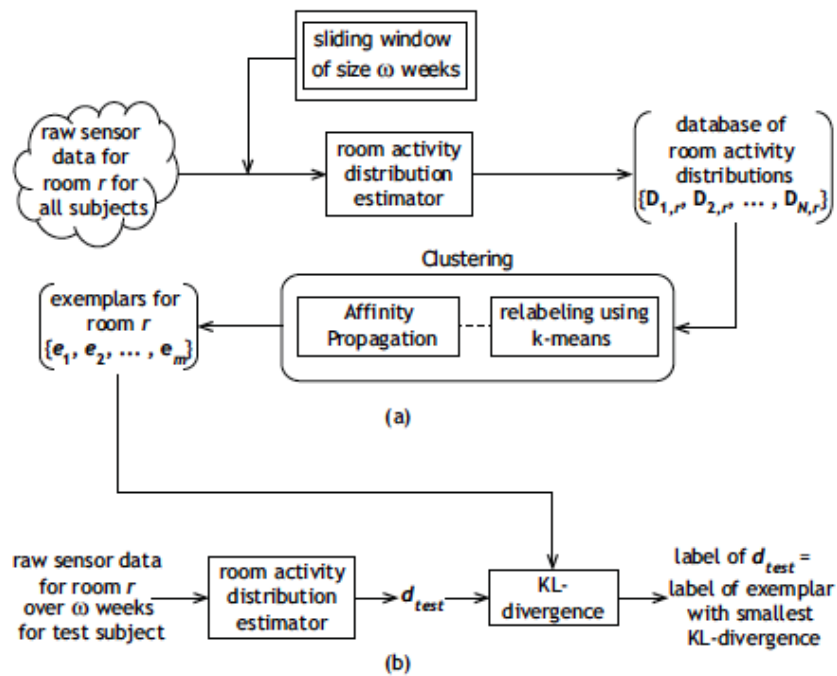 sliding window
of size ω weeks
raw sensor
data for
room r for
all subjects
room activity
distribution
estimator
database of
room activity
distributions
{D1,r, D2,r, ... , DN,r}
Clustering
exemplars for
room r
{e1, e2, ... , em}
Affinity
Propagation
relabeling using
k-means
(a)
raw sensor data
for room r
over ω weeks
for test subject
room activity
distribution
estimator
dtest
KL-
divergence
label of dtest =
label of exemplar
with smallest
KL-divergence
(b)